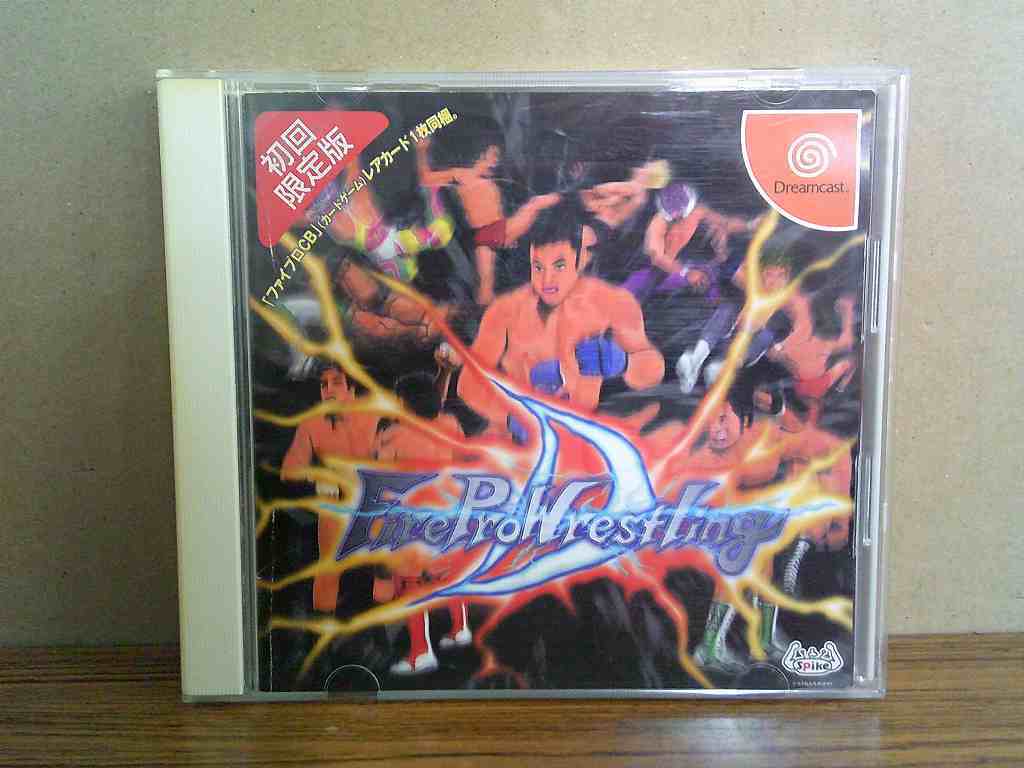 初回
限定版
「ファイプロCB」(カードゲーム)レアカード1枚同梱。
Dreamcast
D
FireProWrestling
Spike